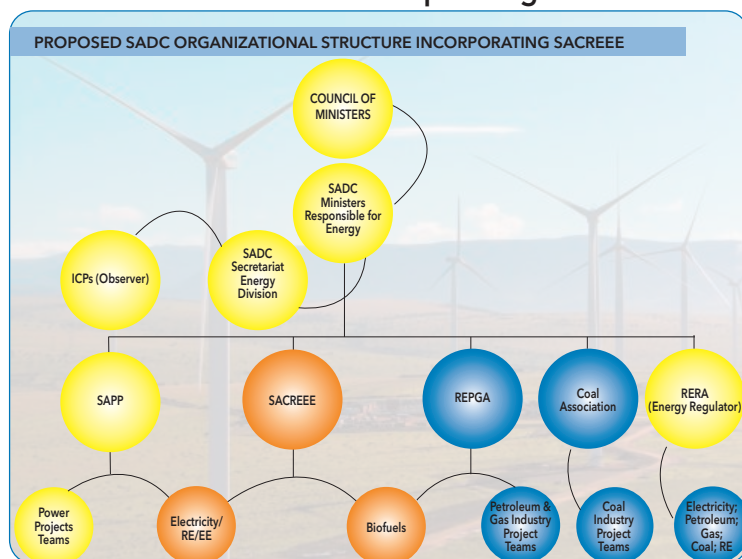 PROPOSED SADC ORGANIZATIONAL STRUCTURE INCORPORATING SACREEE
COUNCIL OF
MINISTERS
SADC
Ministers
Responsible for
Energy
ICPs (Observer)
SADC
Secretariat
Energy
Division
SAPP
SACREEE
REPGA
Coal
Association
RERA
(Energy Regulator)
Power
Projects
Teams
Electricity/
RE/EE
Biofuels
Petroleum &
Gas Industry
Project
Teams
Coal
Industry
Project
Teams
Electricity;
Petroleum;
Gas;
Coal; RE